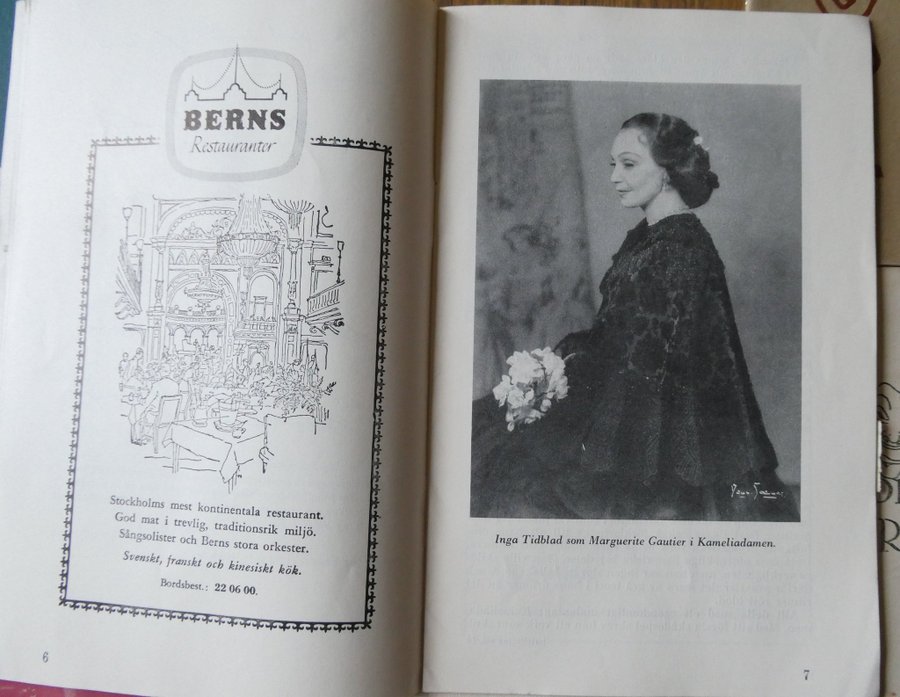 BERNS
Restauranter
Stockholms mest kontinentala restaurant.
God mat i trevlig, traditionsrik miljö.
Sångsolister och Berns stora orkester.
Svenskt, franskt och kinesiskt kök.
Bordsbest.: 22 06 00.
6
Inga Tidblad som Marguerite Gautier i Kameliadamen.
7